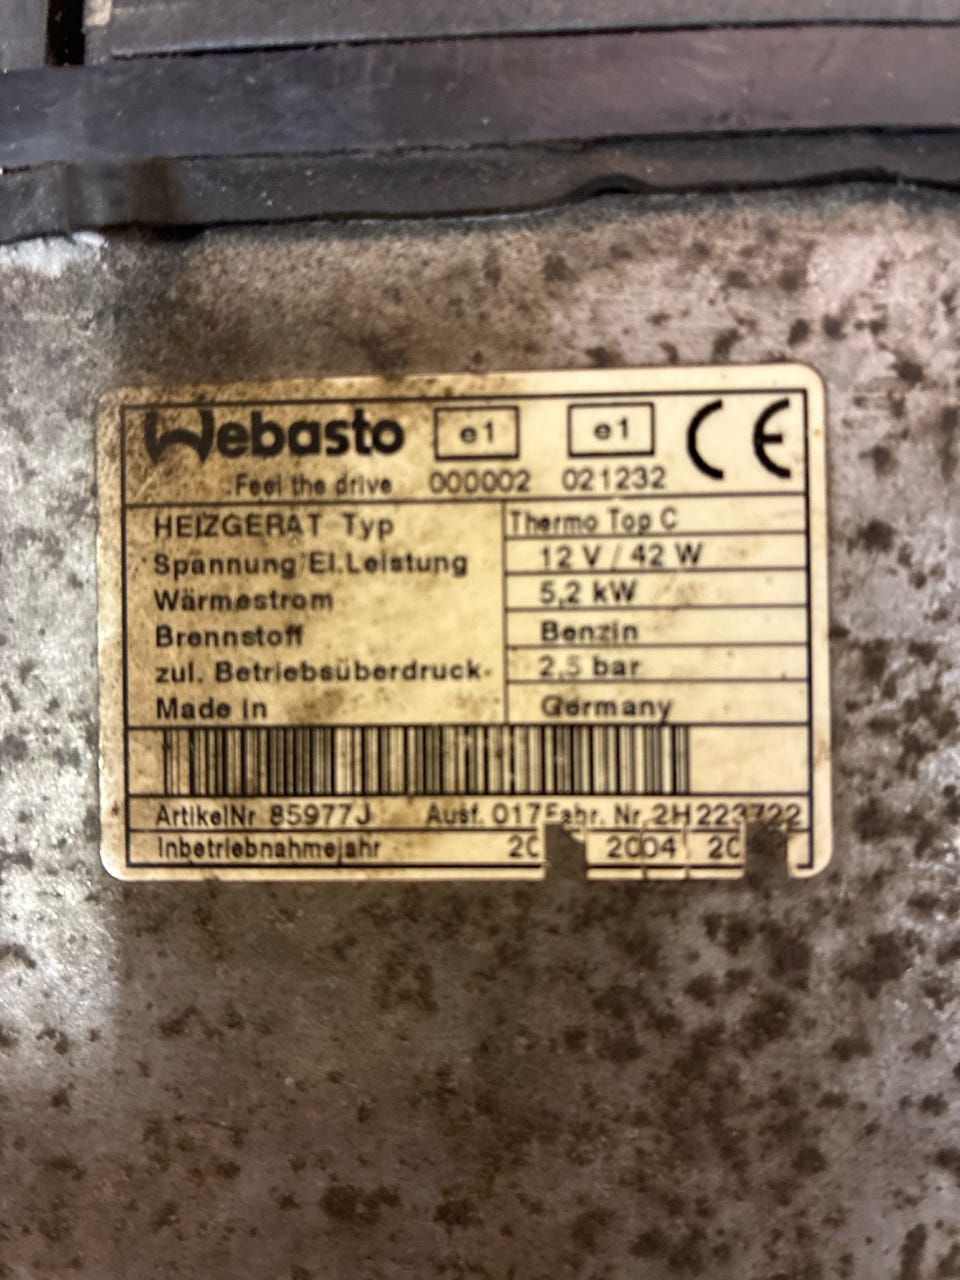 Webasto e1 e1 CE
Feel the drive 000002 021232
HEIZGERÄT Typ Thermo Top C
Spannung/El.Leistung 12 V / 42 W
Wärmestrom 5,2 kW
Brennstoff Benzin
zul. Betriebsüberdruck 2,5 bar
Made in Germany
ArtikelNr 85977J Ausf. 017 Fabr. Nr. 2H223722
Inbetriebnahmejahr 2004